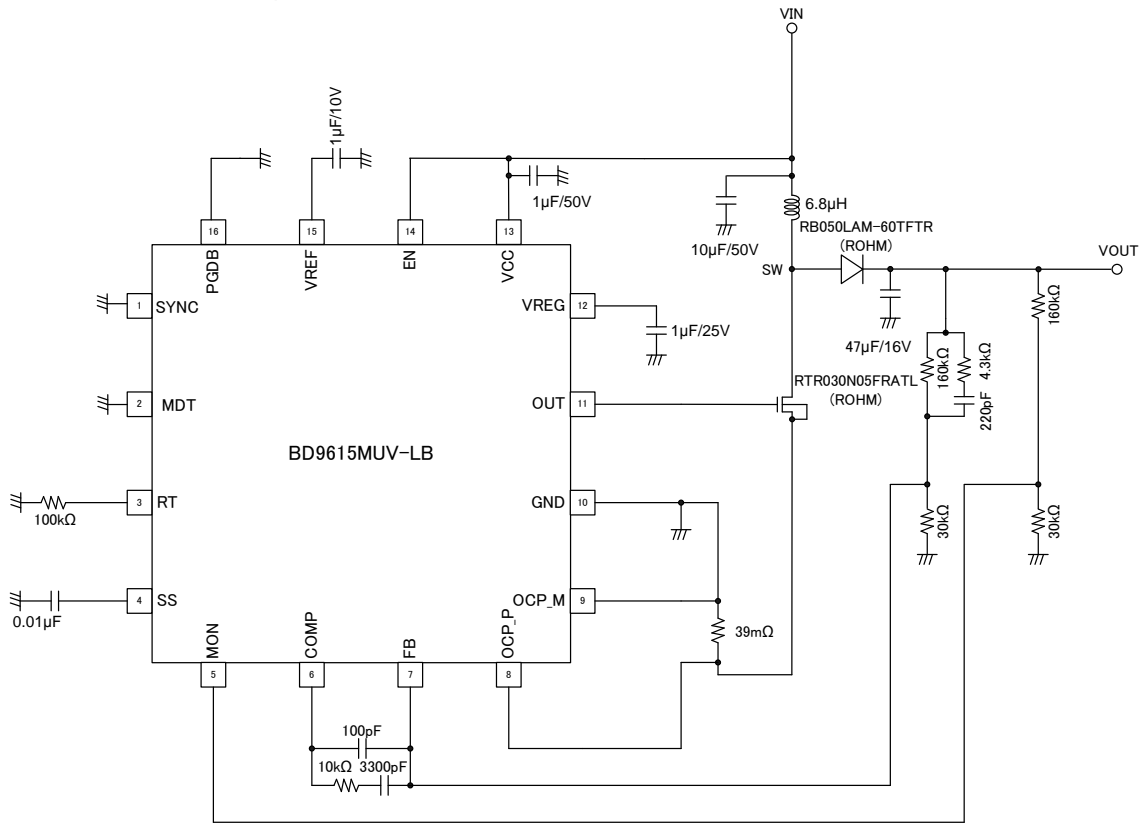 VIN
1µF/10V
1µF/50V
10µF/50V
6.8µH
RB050LAM-60TFTR
(ROHM)
VOUT
SW
16
15
14
13
PGDB
VREF
EN
VCC
1
SYNC
VREG
12
1µF/25V
47µF/16V
160kΩ
4.3kΩ
220pF
160kΩ
2
MDT
OUT
11
RTR030N05FRATL
(ROHM)
BD9615MUV-LB
3
RT
100kΩ
GND
10
30kΩ
30kΩ
4
SS
0.01µF
OCP_M
9
39mΩ
MON
COMP
FB
OCP_P
5
6
7
8
100pF
10kΩ
3300pF